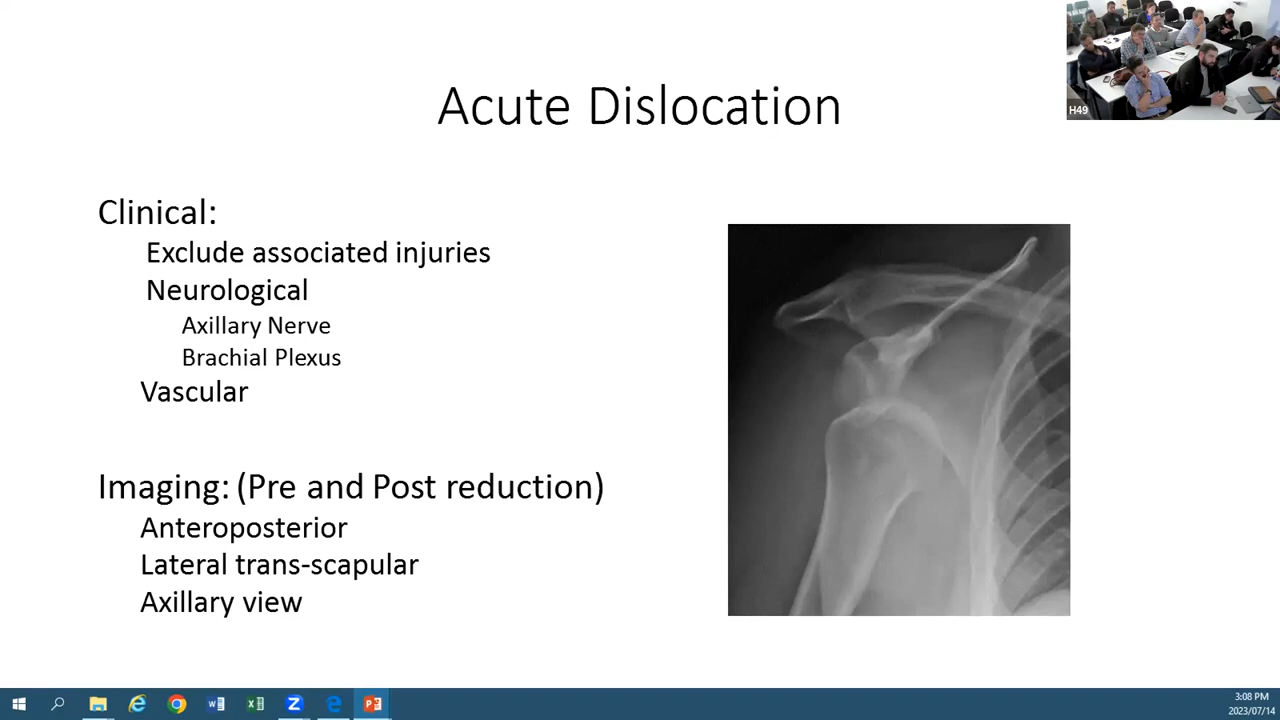 H49
Acute Dislocation
Clinical:
Exclude associated injuries
Neurological
Axillary Nerve
Brachial Plexus
Vascular
Imaging: (Pre and Post reduction)
Anteroposterior
Lateral trans-scapular
Axillary view
3:08 PM
2023/07/14